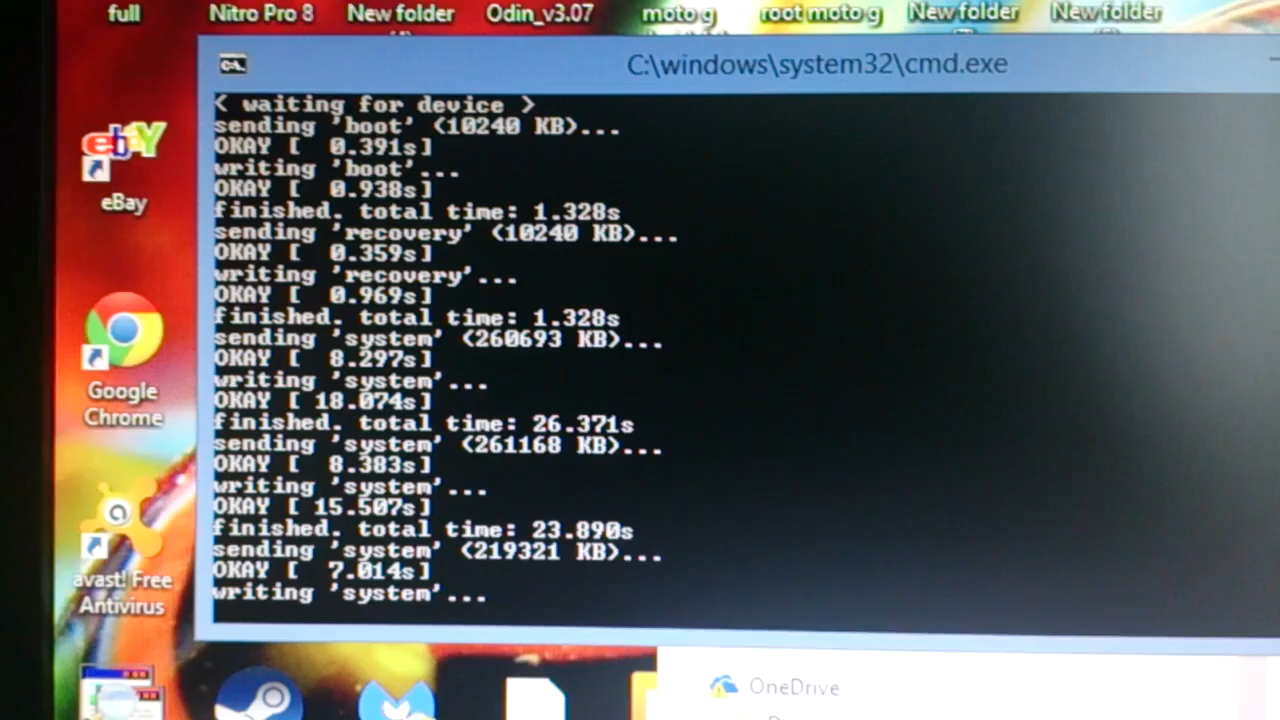 full
Nitro Pro 8
New folder
Odin_v3.07
moto g
root moto g
New folder
New folder
C:\windows\system32\cmd.exe
C:\.
< waiting for device >
sending 'boot' (10240 KB)...
OKAY [  0.391s]
writing 'boot'...
OKAY [  0.938s]
finished. total time: 1.328s
sending 'recovery' (10240 KB)...
OKAY [  0.359s]
writing 'recovery'...
OKAY [  0.969s]
finished. total time: 1.328s
sending 'system' (260693 KB)...
OKAY [  8.297s]
writing 'system'...
OKAY [ 18.074s]
finished. total time: 26.371s
sending 'system' (261168 KB)...
OKAY [  8.383s]
writing 'system'...
OKAY [ 15.507s]
finished. total time: 23.890s
sending 'system' (219321 KB)...
OKAY [  7.014s]
writing 'system'...
ebaY
eBay
Google
Chrome
avast! Free
Antivirus
OneDrive